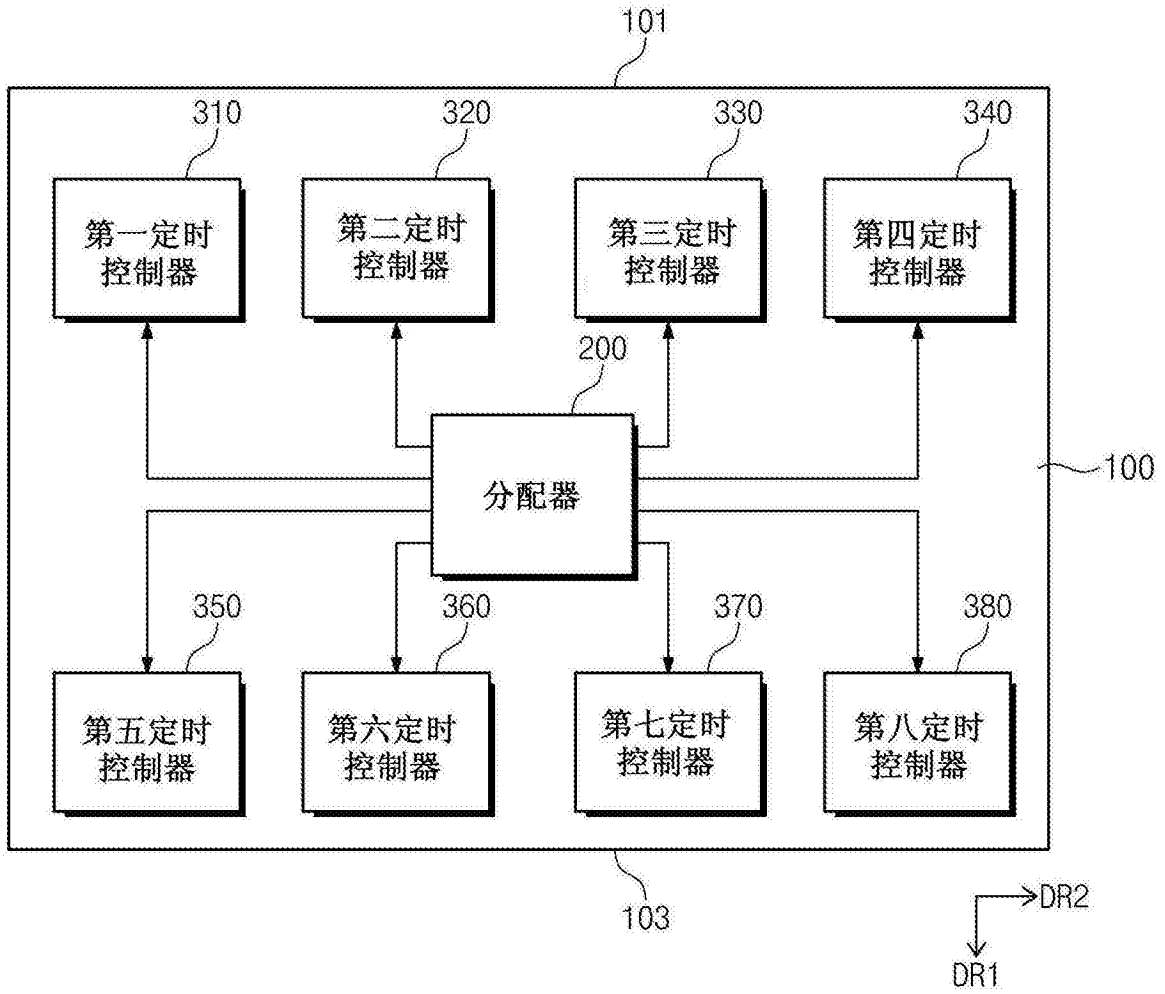 101
310
320
330
340
第一定时
控制器
第二定时
控制器
第三定时
控制器
第四定时
控制器
200
分配器
100
350
360
370
380
第五定时
控制器
第六定时
控制器
第七定时
控制器
第八定时
控制器
103
DR2
DR1